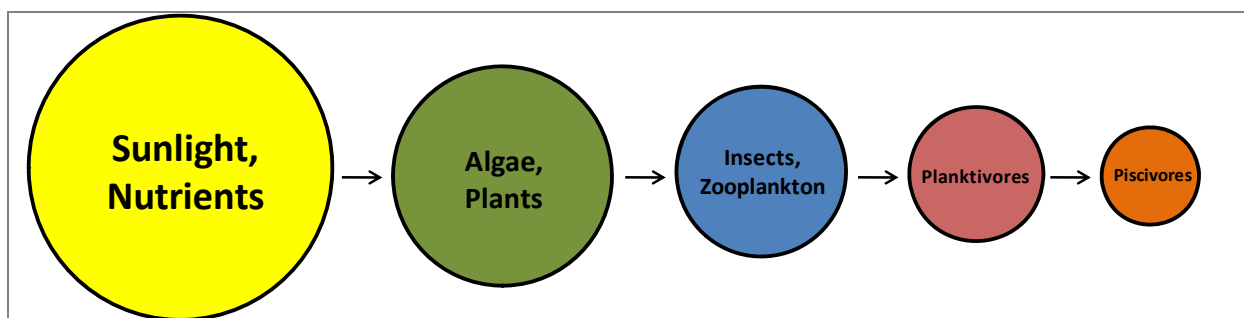 Sunlight,
Nutrients
Algae,
Plants
Insects,
Zooplankton
Planktivores
Piscivores